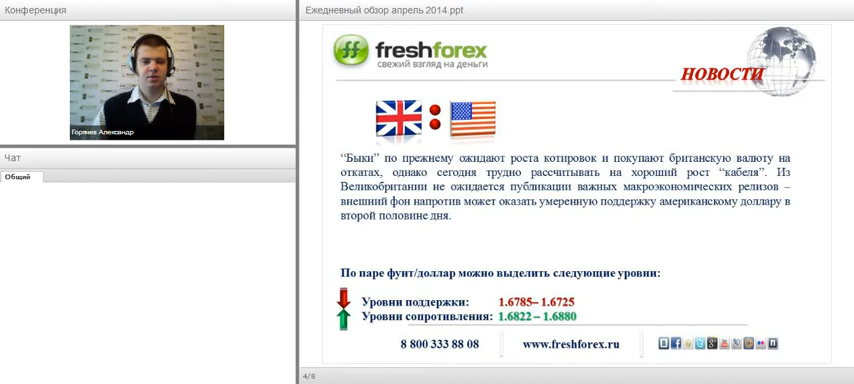 Конференция
Горячев Александр
Чат
Общий
Ежедневный обзор апрель 2014.ppt
freshforex
свежий взгляд на деньги
НОВОСТИ
“Быки” по прежнему ожидают роста котировок и покупают британскую валюту на
откатах, однако сегодня трудно рассчитывать на хороший рост “кабеля”. Из
Великобритании не ожидается публикации важных макроэкономических релизов –
внешний фон напротив может оказать умеренную поддержку американскому доллару в
второй половине дня.
По паре фунт/доллар можно выделить следующие уровни:
Уровни поддержки: 1.6785– 1.6725
Уровни сопротивления: 1.6822 – 1.6880
8 800 333 88 08
www.freshforex.ru
4/8